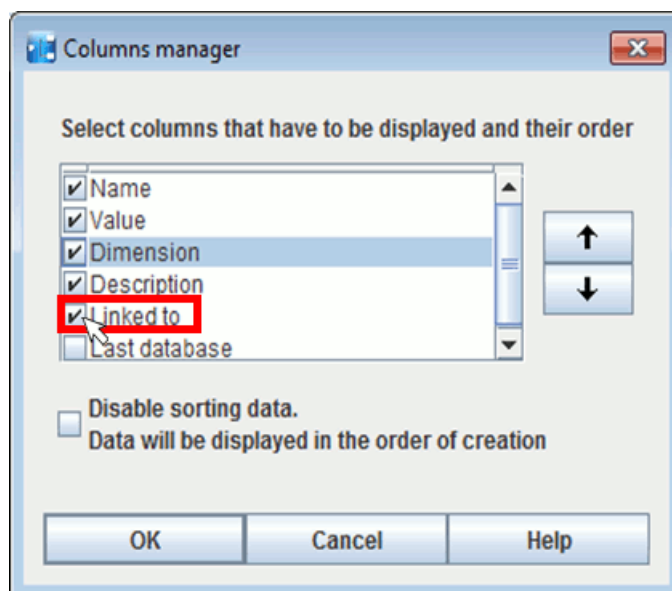 Columns manager
Select columns that have to be displayed and their order
Name
Value
Dimension
Description
Linked to
Last database
Disable sorting data.
Data will be displayed in the order of creation
OK Cancel Help